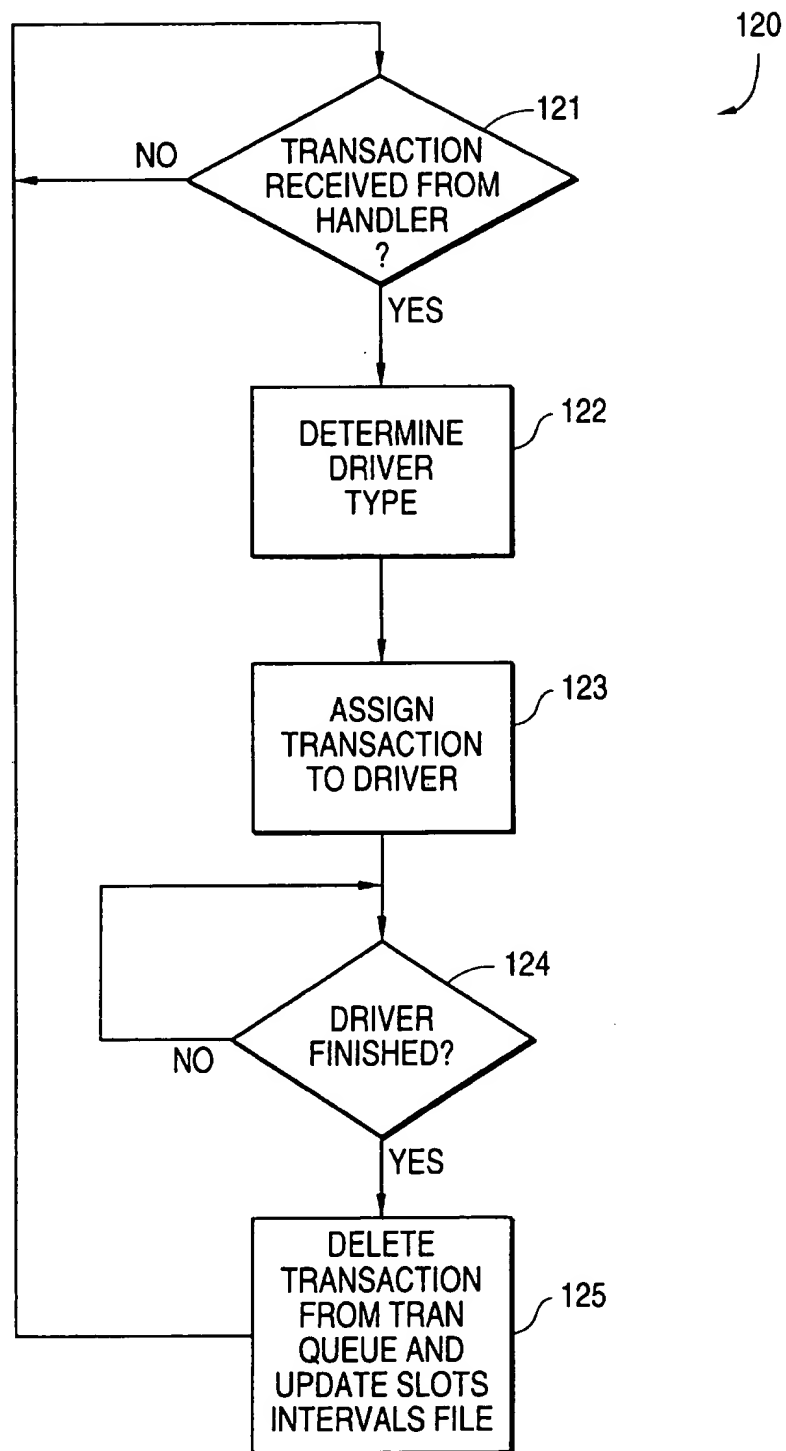 120
121
TRANSACTION
RECEIVED FROM
HANDLER
?
NO
YES
122
DETERMINE
DRIVER
TYPE
123
ASSIGN
TRANSACTION
TO DRIVER
124
DRIVER
FINISHED?
NO
YES
125
DELETE
TRANSACTION
FROM TRAN
QUEUE AND
UPDATE SLOTS
INTERVALS FILE